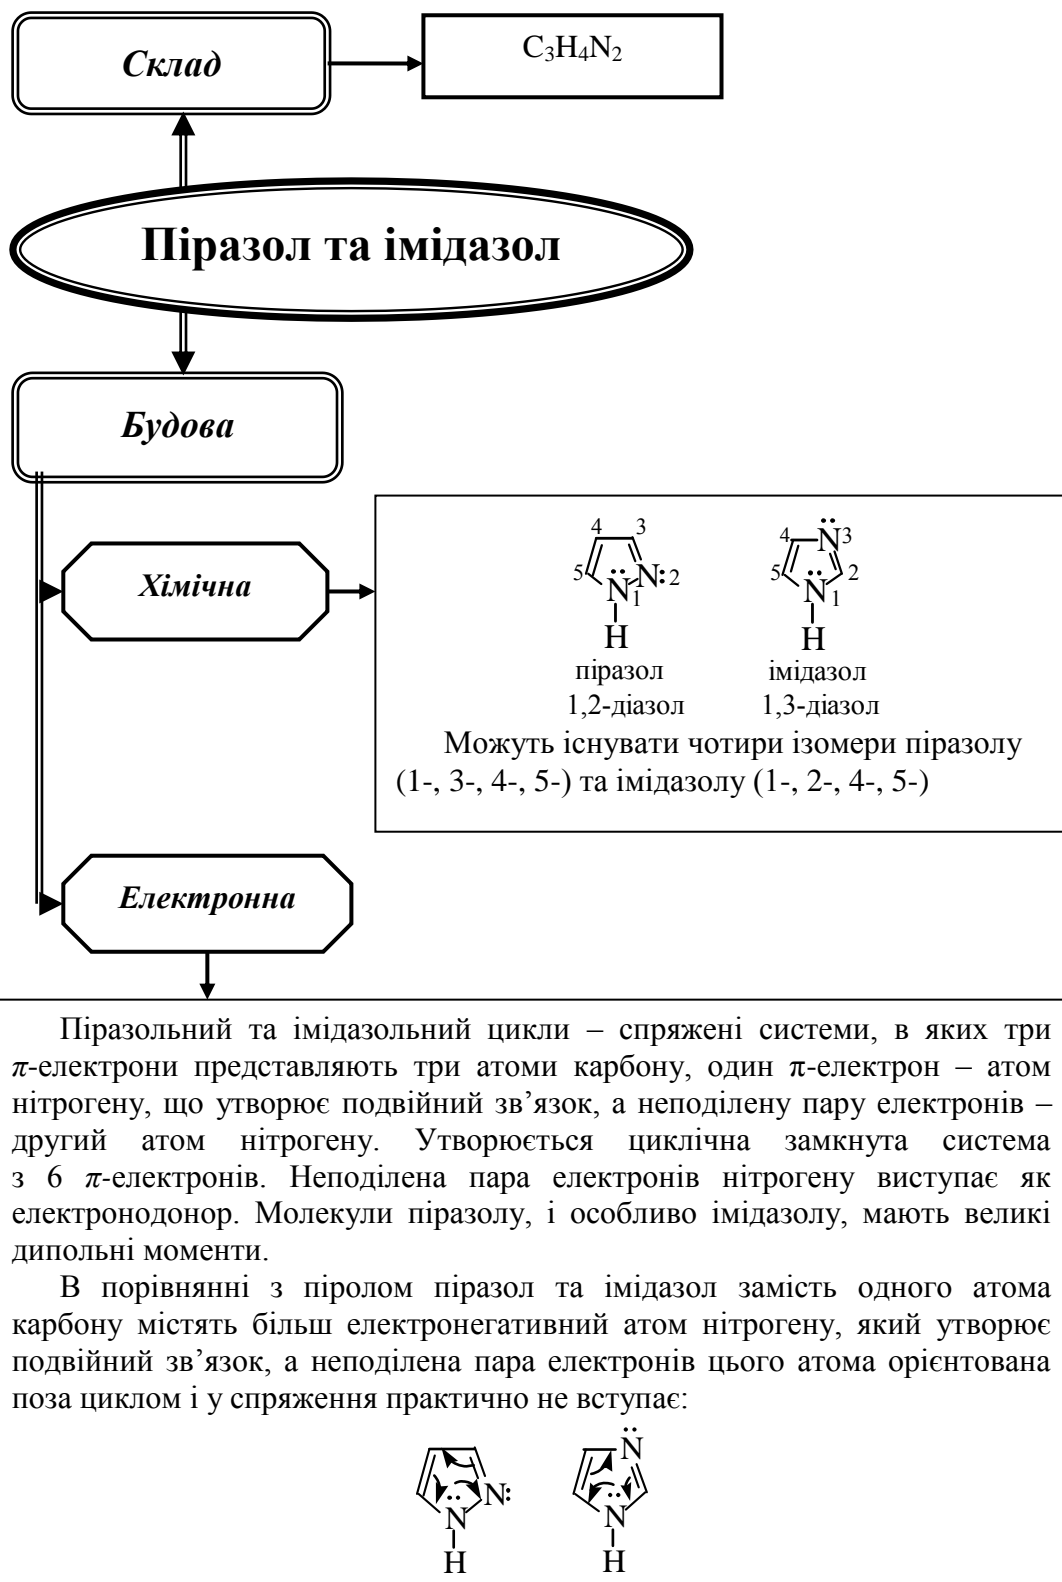 Склад
C₃H₄N₂
Піразол та імідазол
Будова
Хімічна
4 3
5 N: 2
N 1
H
піразол
1,2-діазол
4 N 3
5 2
N 1
H
імідазол
1,3-діазол
Можуть існувати чотири ізомери піразолу
(1-, 3-, 4-, 5-) та імідазолу (1-, 2-, 4-, 5-)
Електронна
Піразольний та імідазольний цикли – спряжені системи, в яких три
π-електрони представляють три атоми карбону, один π-електрон – атом
нітрогену, що утворює подвійний зв’язок, а неподілену пару електронів –
другий атом нітрогену. Утворюється циклічна замкнута система
з 6 π-електронів. Неподілена пара електронів нітрогену виступає як
електронодонор. Молекули піразолу, і особливо імідазолу, мають великі
дипольні моменти.
В порівнянні з піролом піразол та імідазол замість одного атома
карбону містять більш електронегативний атом нітрогену, який утворює
подвійний зв’язок, а неподілена пара електронів цього атома орієнтована
поза циклом і у спряження практично не вступає:
N:
N
H
N
N
H